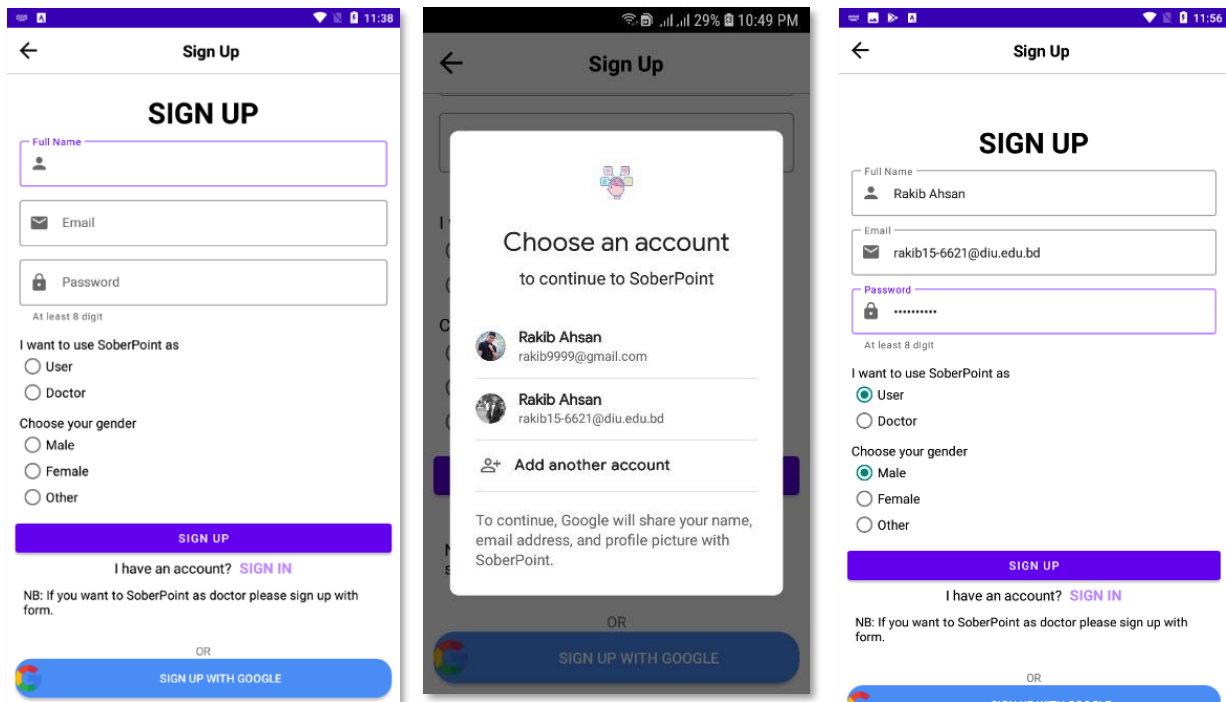 11:38
Sign Up
SIGN UP
Full Name
Email
Password
At least 8 digit
I want to use SoberPoint as
User
Doctor
Choose your gender
Male
Female
Other
SIGN UP
I have an account? SIGN IN
NB: If you want to SoberPoint as doctor please sign up with
form.
OR
SIGN UP WITH GOOGLE
29% 10:49 PM
Sign Up
Choose an account
to continue to SoberPoint
Rakib Ahsan
rakib9999@gmail.com
Rakib Ahsan
rakib15-6621@diu.edu.bd
Add another account
To continue, Google will share your name,
email address, and profile picture with
SoberPoint.
OR
SIGN UP WITH GOOGLE
11:56
Sign Up
SIGN UP
Full Name
Rakib Ahsan
Email
rakib15-6621@diu.edu.bd
Password
••••••••••
At least 8 digit
I want to use SoberPoint as
User
Doctor
Choose your gender
Male
Female
Other
SIGN UP
I have an account? SIGN IN
NB: If you want to SoberPoint as doctor please sign up with
form.
OR
SIGN UP WITH GOOGLE